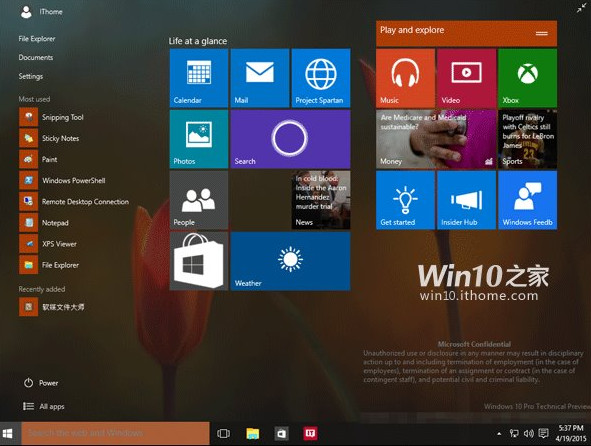 IThome
File Explorer
Documents
Settings
Most used
Snipping Tool
Sticky Notes
Paint
Windows PowerShell
Remote Desktop Connection
Notepad
XPS Viewer
File Explorer
Recently added
软媒文件大师
Power
All apps
Life at a glance
Calendar
Mail
Project Spartan
Photos
Search
People
In cold blood:
Inside the Aaron
Hernandez
murder trial
News
Weather
Play and explore
Music
Video
Xbox
Are Medicare and Medicaid
sustainable?
Money
Playoff rivalry
with Celtics still
burns for LeBron
James
Sports
Get started
Insider Hub
Windows Feedb
Win10之家
win10.ithome.com
Microsoft Confidential
Unauthorized use or disclosure in any manner may result in disciplinary
action up to and including termination of employment (in the case of
employees), termination of an assignment or contract (in the case of
contingent staff), and potential civil and criminal liability.
Windows 10 Pro Technical Preview
Search the web and Windows
IT
5:37 PM
4/19/2015